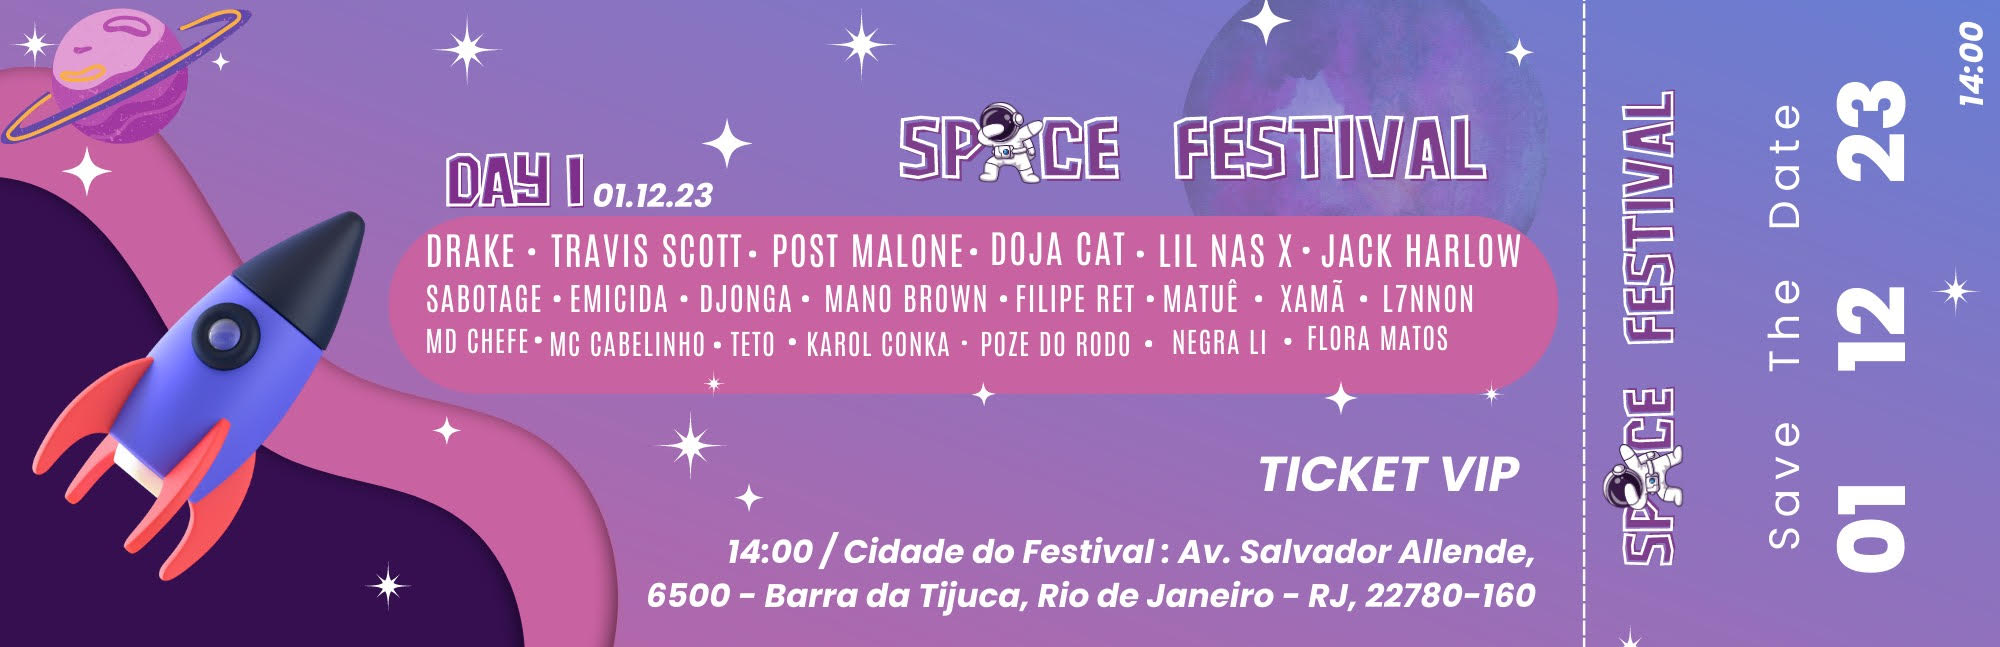 SPACE FESTIVAL
DAY 1 01.12.23
DRAKE • TRAVIS SCOTT • POST MALONE • DOJA CAT • LIL NAS X • JACK HARLOW
SABOTAGE • EMICIDA • DJONGA • MANO BROWN • FILIPE RET • MATUÊ • XAMÃ • L7NNON
MD CHEFE • MC CABELINHO • TETO • KAROL CONKA • POZE DO RODO • NEGRA LI • FLORA MATOS
TICKET VIP
14:00 / Cidade do Festival : Av. Salvador Allende,
6500 - Barra da Tijuca, Rio de Janeiro - RJ, 22780-160
SPACE FESTIVAL
Save The Date
01 12 23
14:00